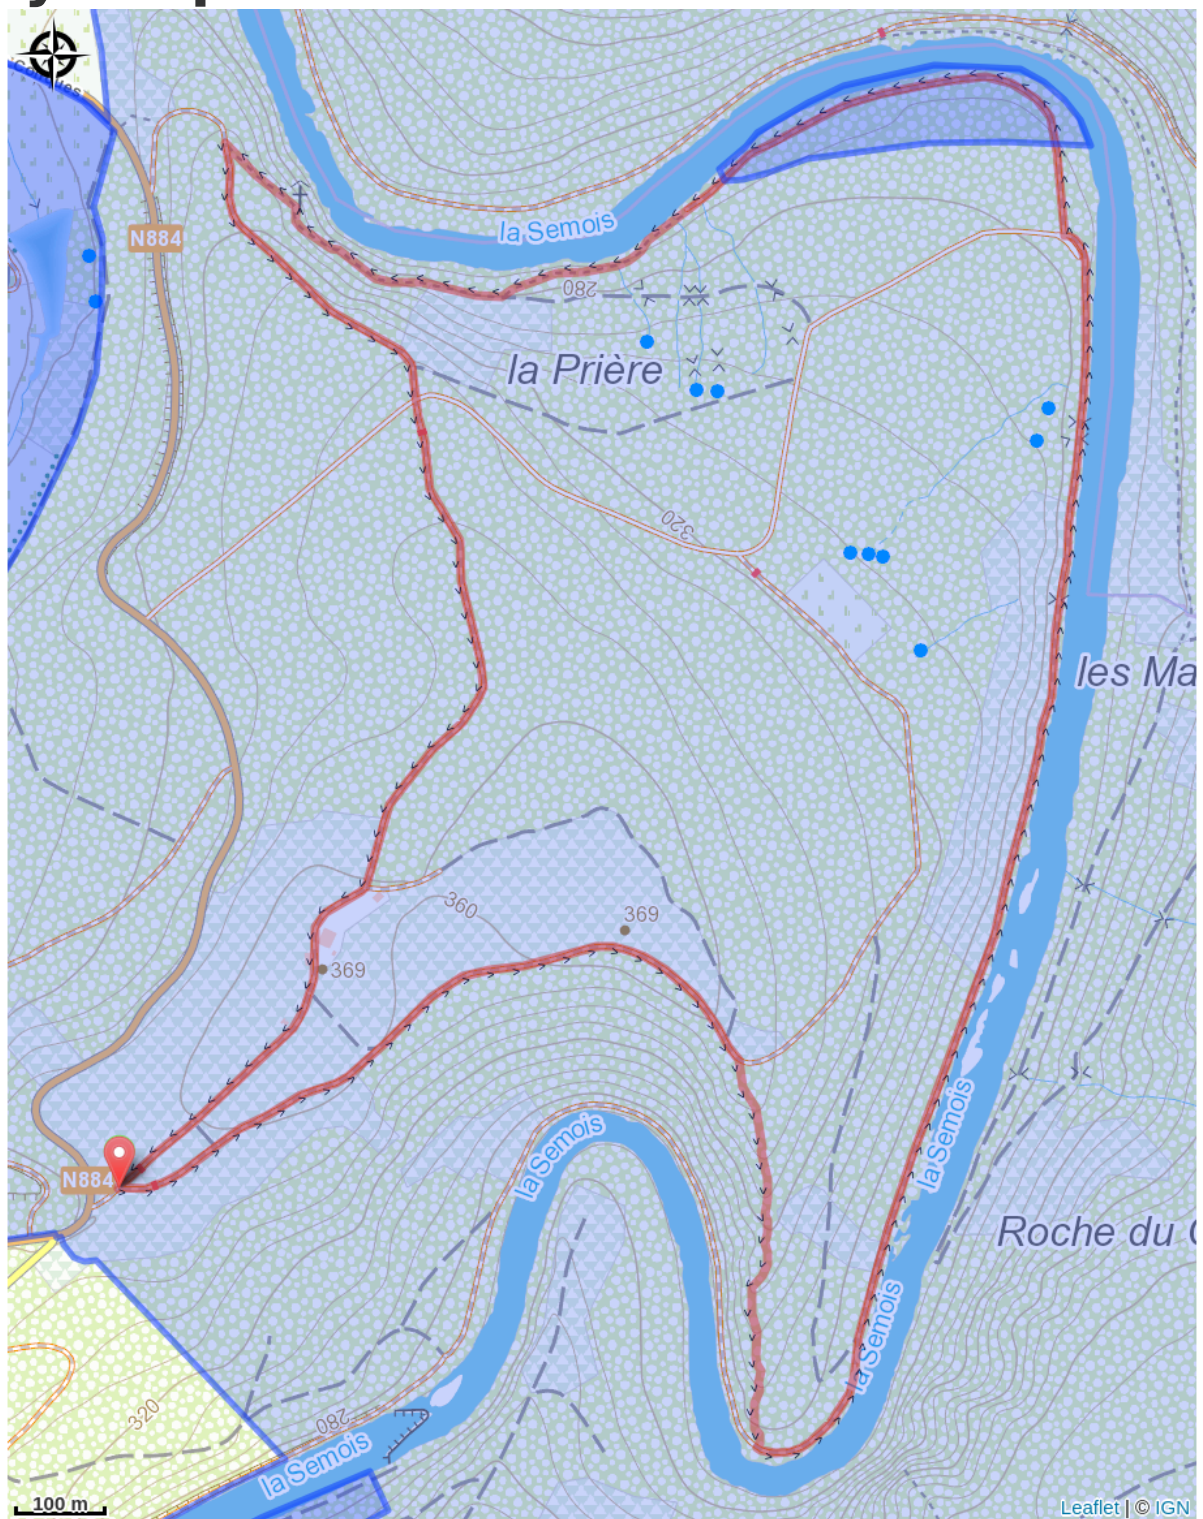 la Semois
N884
280
la Prière
320
les Ma
360
369
369
la Semois
la Semois
N884
Roche du
la Semois
320
280
la Semois
100 m
Leaflet | © IGN